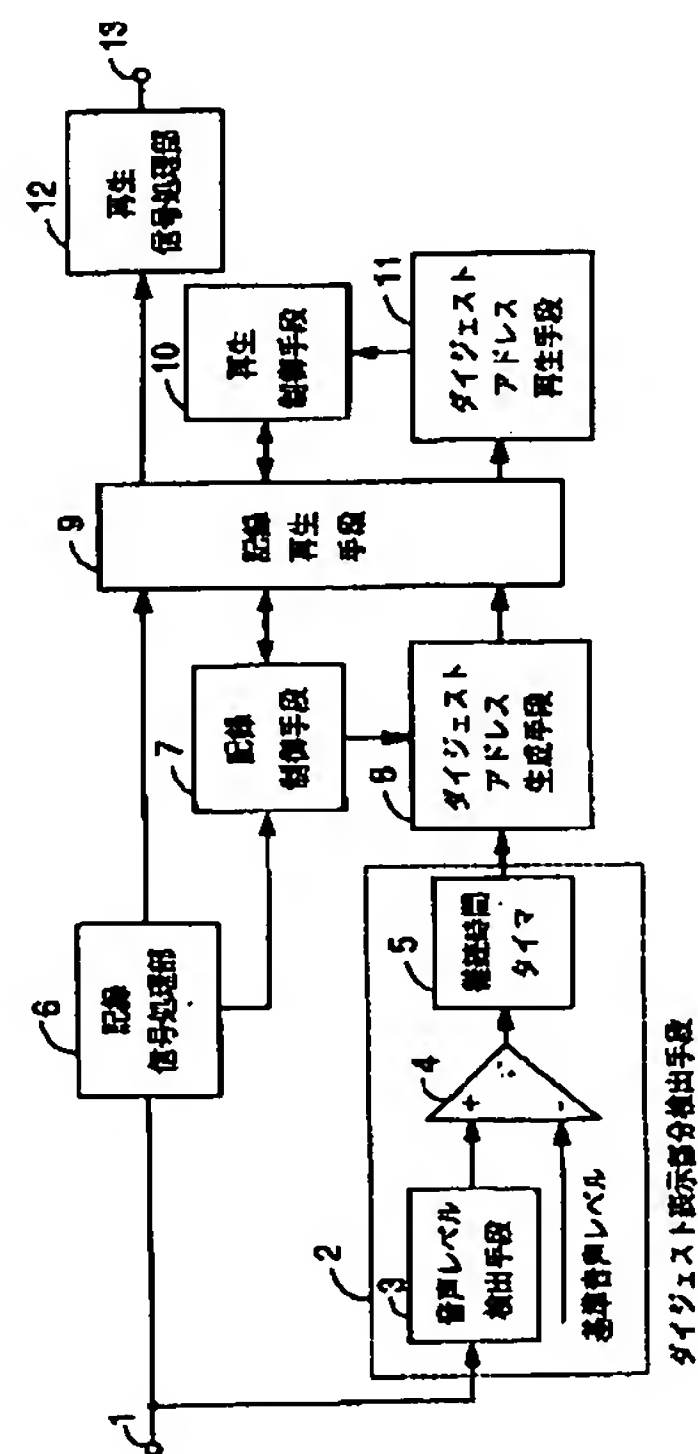 1
2
3
音声レベル
検出手段
基準音声レベル
ダイジェスト表示部分検出手段
4
+
-
5
継続時間
タイマ
6
記録
信号処理部
7
記録
制御手段
8
ダイジェスト
アドレス
生成手段
9
記録
再生
手段
10
再生
制御手段
11
ダイジェスト
アドレス
再生手段
12
再生
信号処理部
13